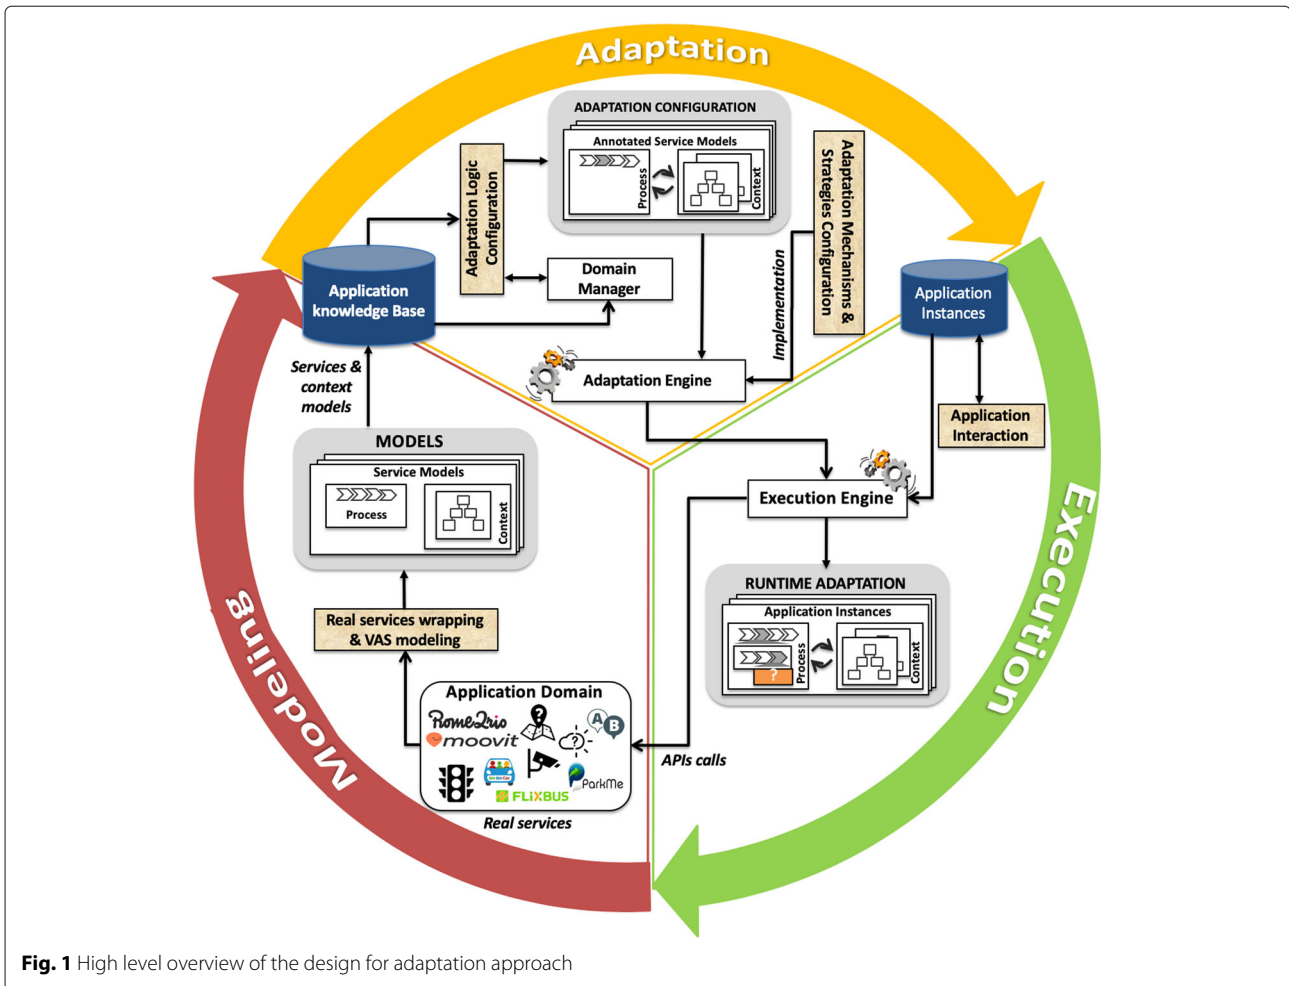 Adaptation
ADAPTATION CONFIGURATION
Annotated Service Models
Process
Context
Adaptation Logic
Configuration
Adaptation Mechanisms &
Strategies Configuration
Domain
Manager
Implementation
Application
knowledge Base
Application
Instances
Services &
context
models
Adaptation Engine
Application
Interaction
MODELS
Service Models
Process
Context
Execution Engine
Execution
RUNTIME ADAPTATION
Application Instances
Process
Context
?
Real services wrapping
& VAS modeling
Modeling
Application Domain
Rome2rio
moovit
?
?
A
B
BlaBlaCar
ParkMe
FLiXBUS
APIs calls
Real services
Fig. 1 High level overview of the design for adaptation approach